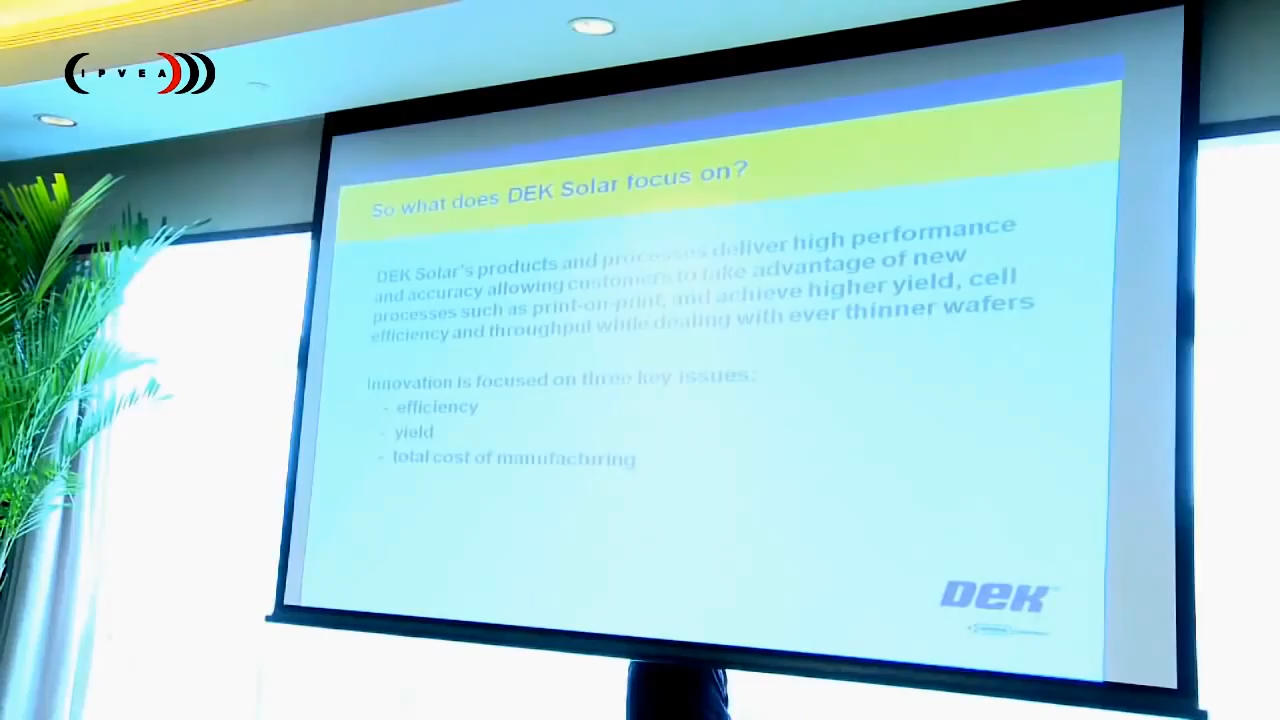 IPVEA
So what does DEK Solar focus on?
DEK Solar's products and processes deliver high performance
and accuracy allowing customers to take advantage of new
processes such as print-on-print, and achieve higher yield, cell
efficiency and throughput while dealing with ever thinner wafers
Innovation is focused on three key issues:
- efficiency
- yield
- total cost of manufacturing
DEK